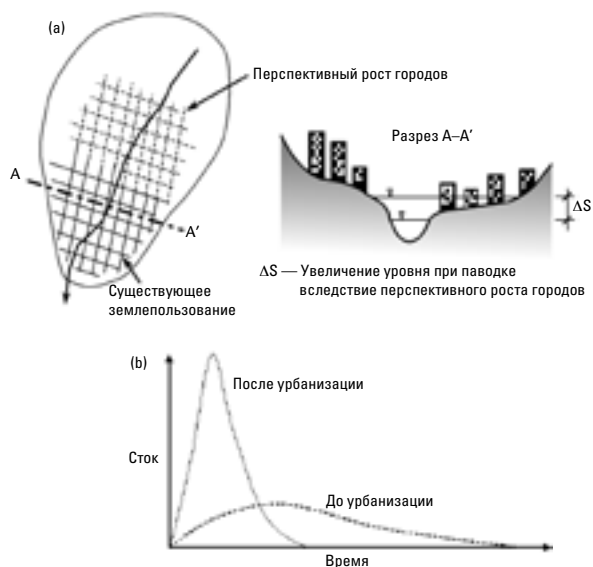 (a)
Перспективный рост городов
Разрез А–А′
А
А′
ΔS
Существующее
землепользование
ΔS — Увеличение уровня при паводке
вследствие перспективного роста городов
(b)
После урбанизации
Сток
До урбанизации
Время